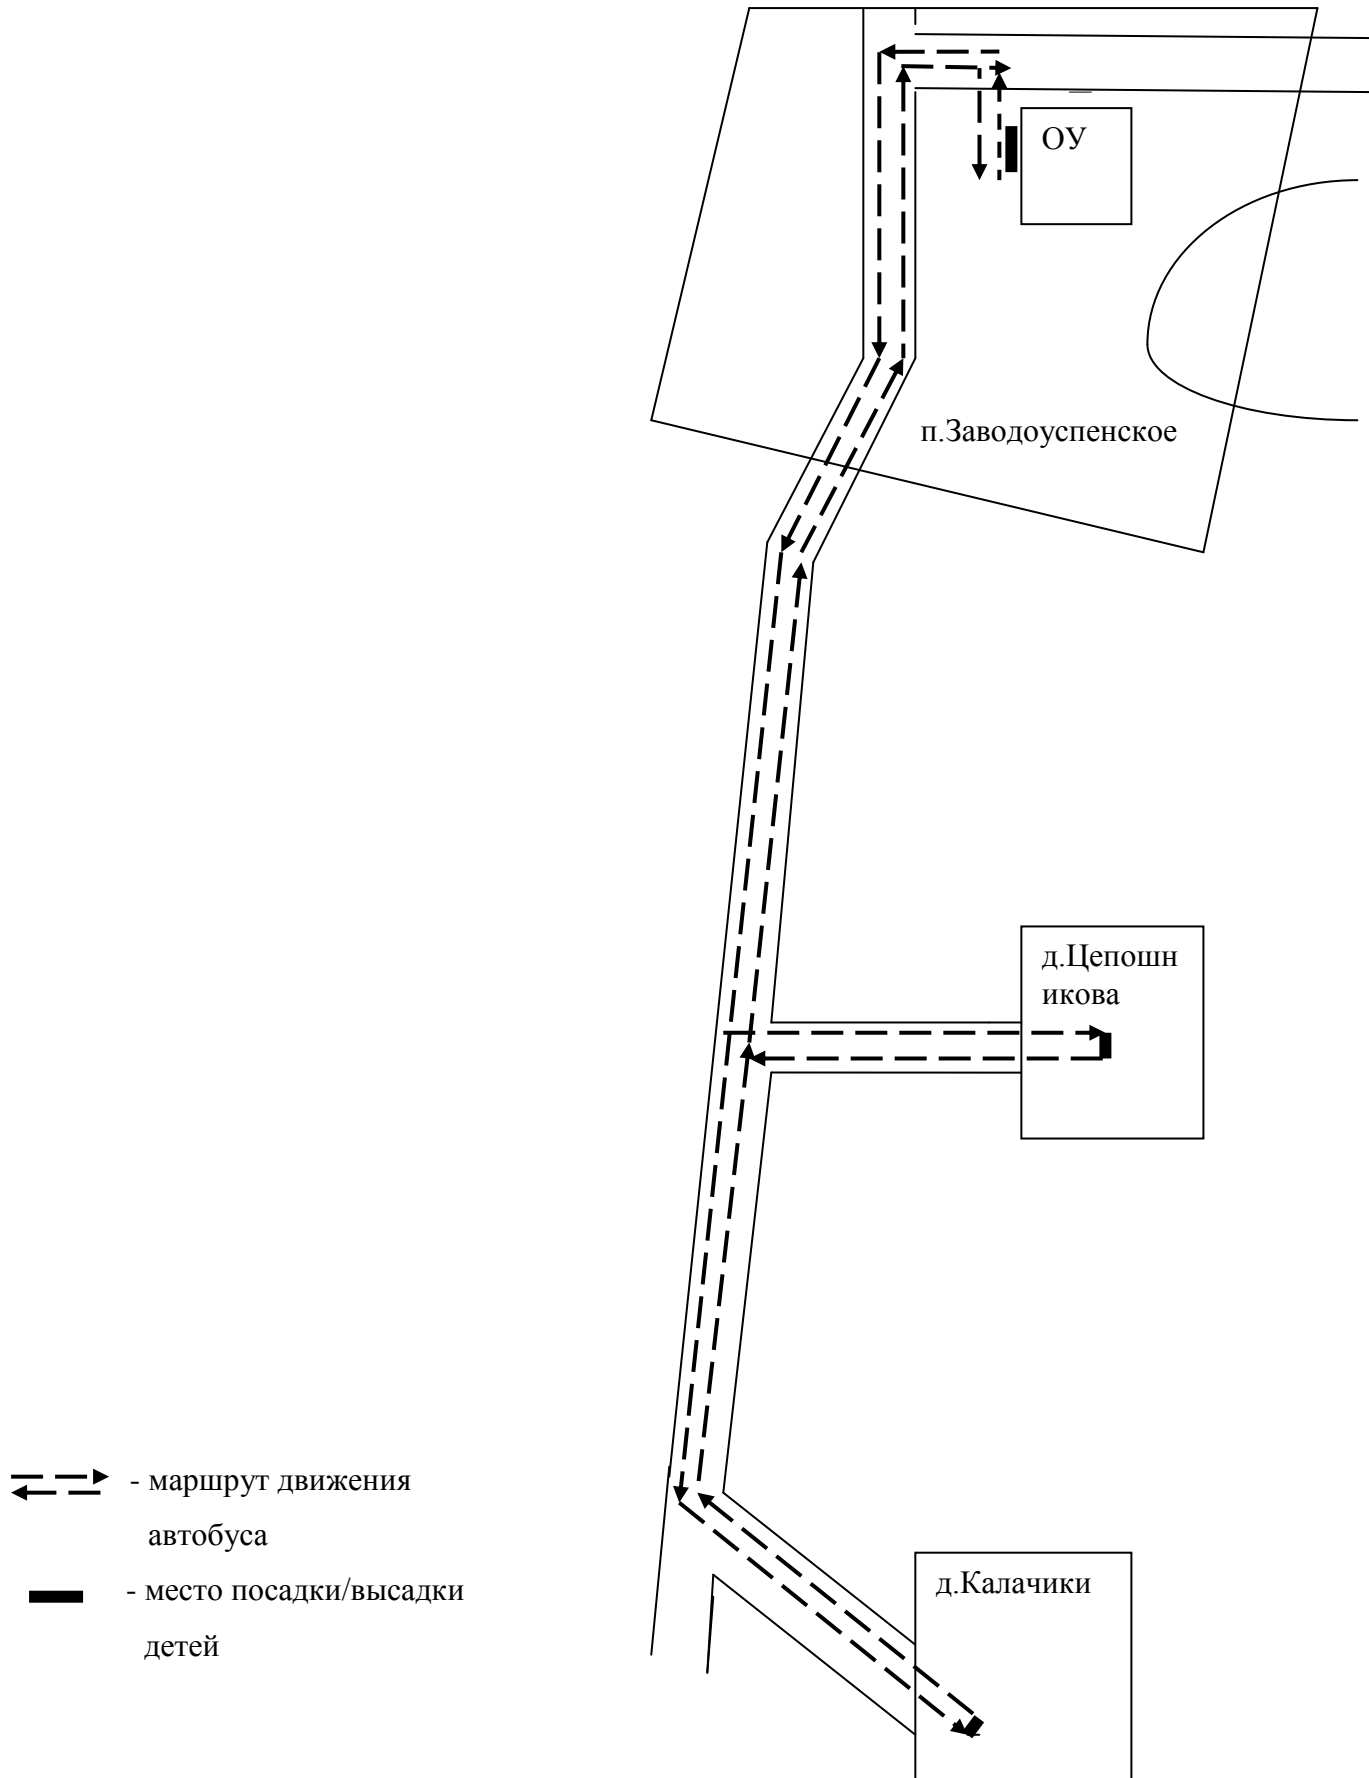 ОУ
п.Заводоуспенское
д.Цепошн
икова
- маршрут движения
автобуса
- место посадки/высадки
детей
д.Калачики